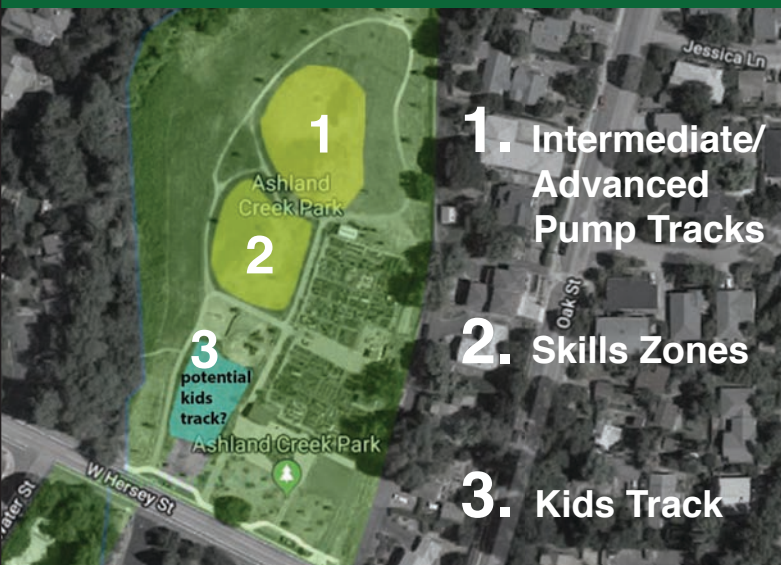 Jessica Ln
1
1. Intermediate/
Advanced
Pump Tracks
Ashland
Creek Park
2
Oak St
3
2. Skills Zones
potential
kids
track?
Ashland Creek Park
W Hersey St
3. Kids Track